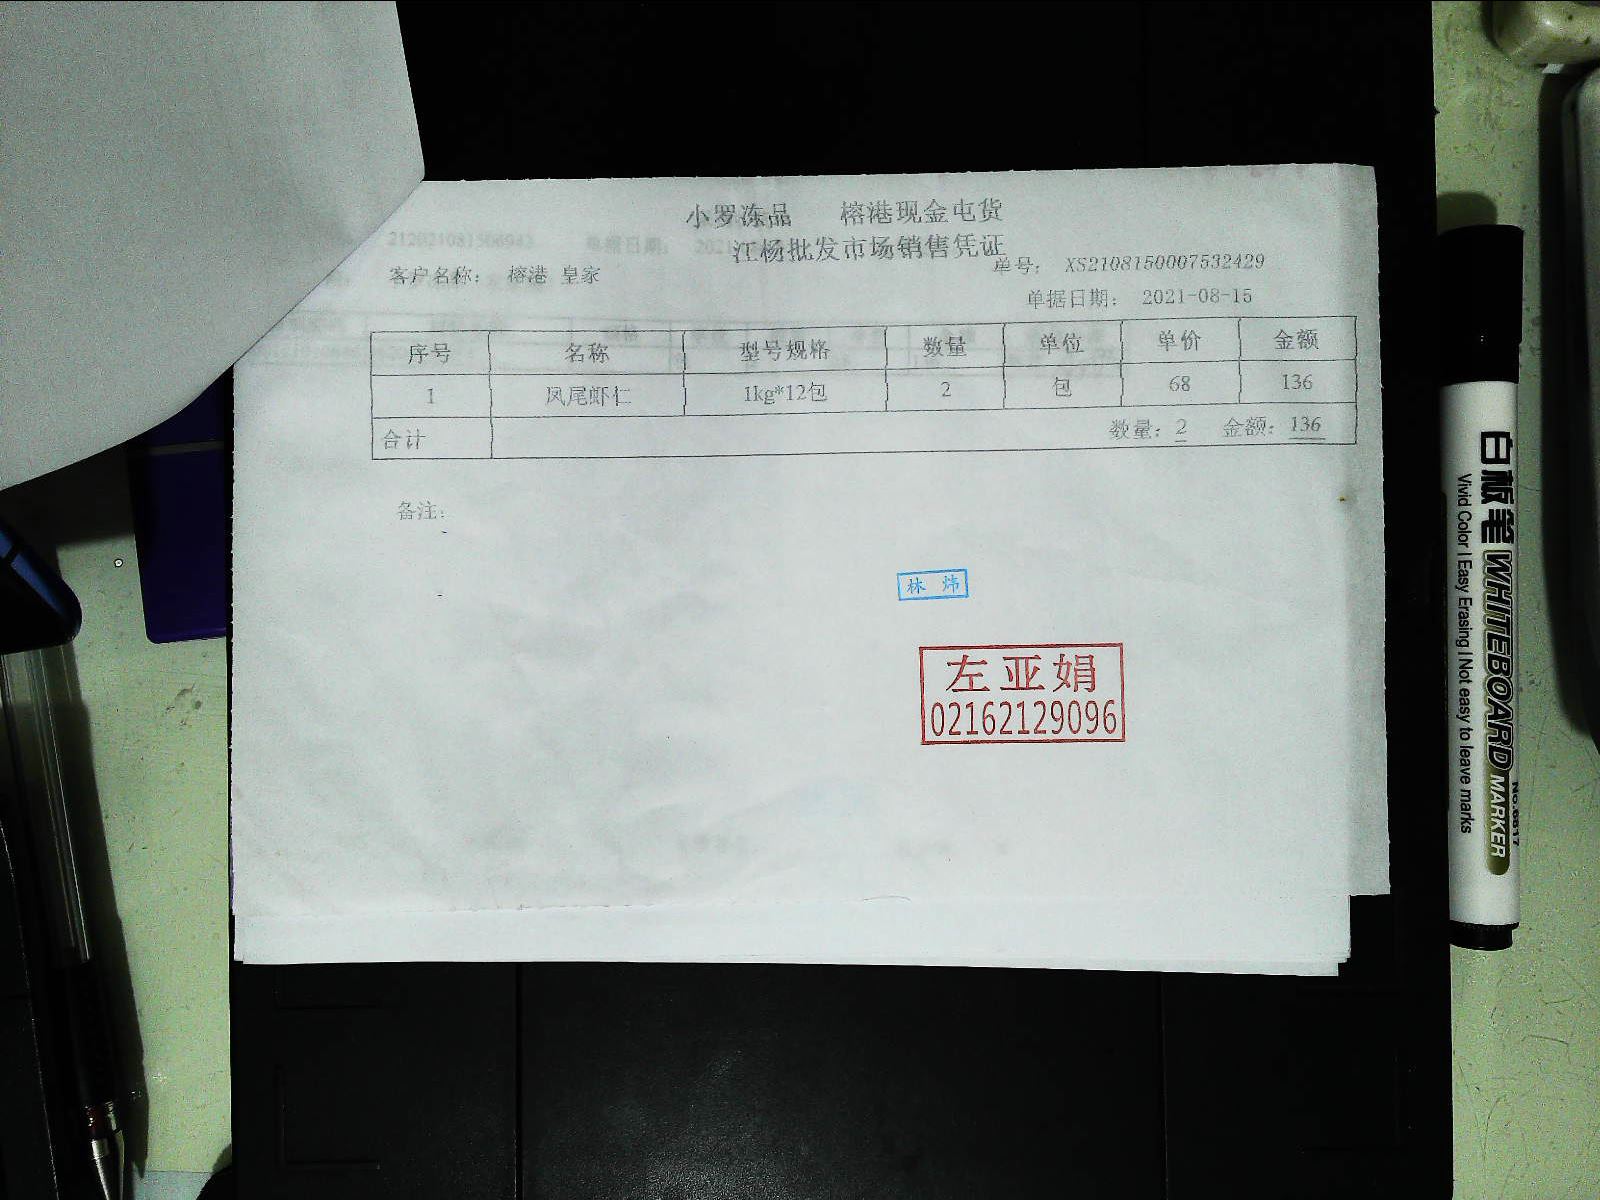 小罗冻品 榕港现金屯货
江杨批发市场销售凭证
客户名称： 榕港 皇家
单号： XS2108150007532429
单据日期： 2021-08-15
序号 名称 型号规格 数量 单位 单价 金额
1 凤尾虾仁 1kg*12包 2 包 68 136
合计 数量：2 金额：136
备注：
林 炜
左亚娟
02162129096
白板笔 WHITEBOARD MARKER
Vivid Color | Easy Erasing | Not easy to leave marks